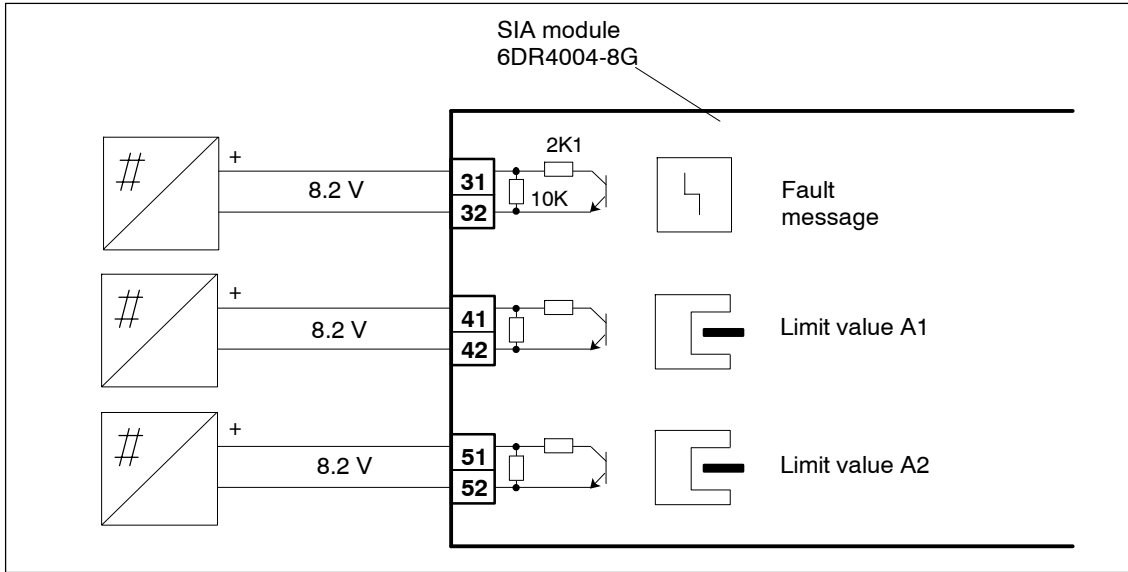 SIA module
6DR4004-8G
#
+
8.2 V
31
32
2K1
10K
Fault
message
#
+
8.2 V
41
42
Limit value A1
#
+
8.2 V
51
52
Limit value A2